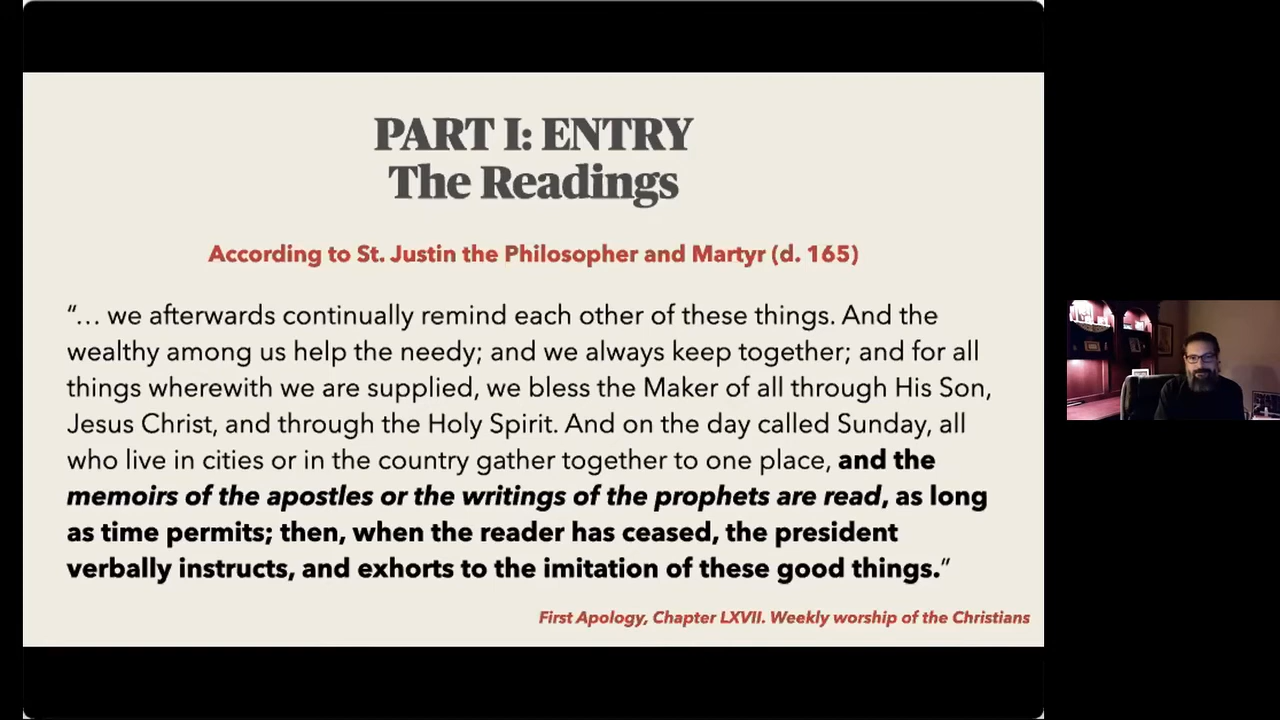 PART I: ENTRY
The Readings
According to St. Justin the Philosopher and Martyr (d. 165)
“… we afterwards continually remind each other of these things. And the
wealthy among us help the needy; and we always keep together; and for all
things wherewith we are supplied, we bless the Maker of all through His Son,
Jesus Christ, and through the Holy Spirit. And on the day called Sunday, all
who live in cities or in the country gather together to one place, and the
memoirs of the apostles or the writings of the prophets are read, as long
as time permits; then, when the reader has ceased, the president
verbally instructs, and exhorts to the imitation of these good things.”
First Apology, Chapter LXVII. Weekly worship of the Christians